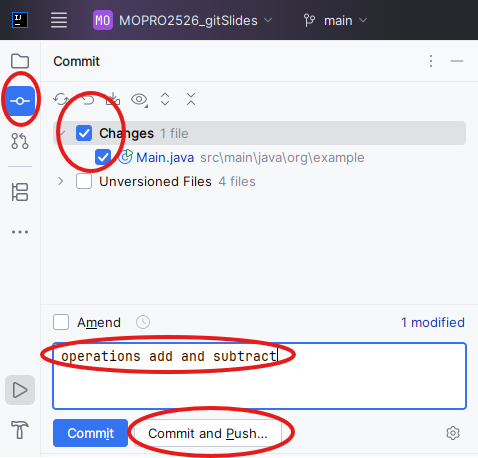 IJ
MO MOPRO2526_gitSlides main
Commit
Changes 1 file
Main.java src\main\java\org\example
Unversioned Files 4 files
Amend 1 modified
operations add and subtract
Commit Commit and Push...